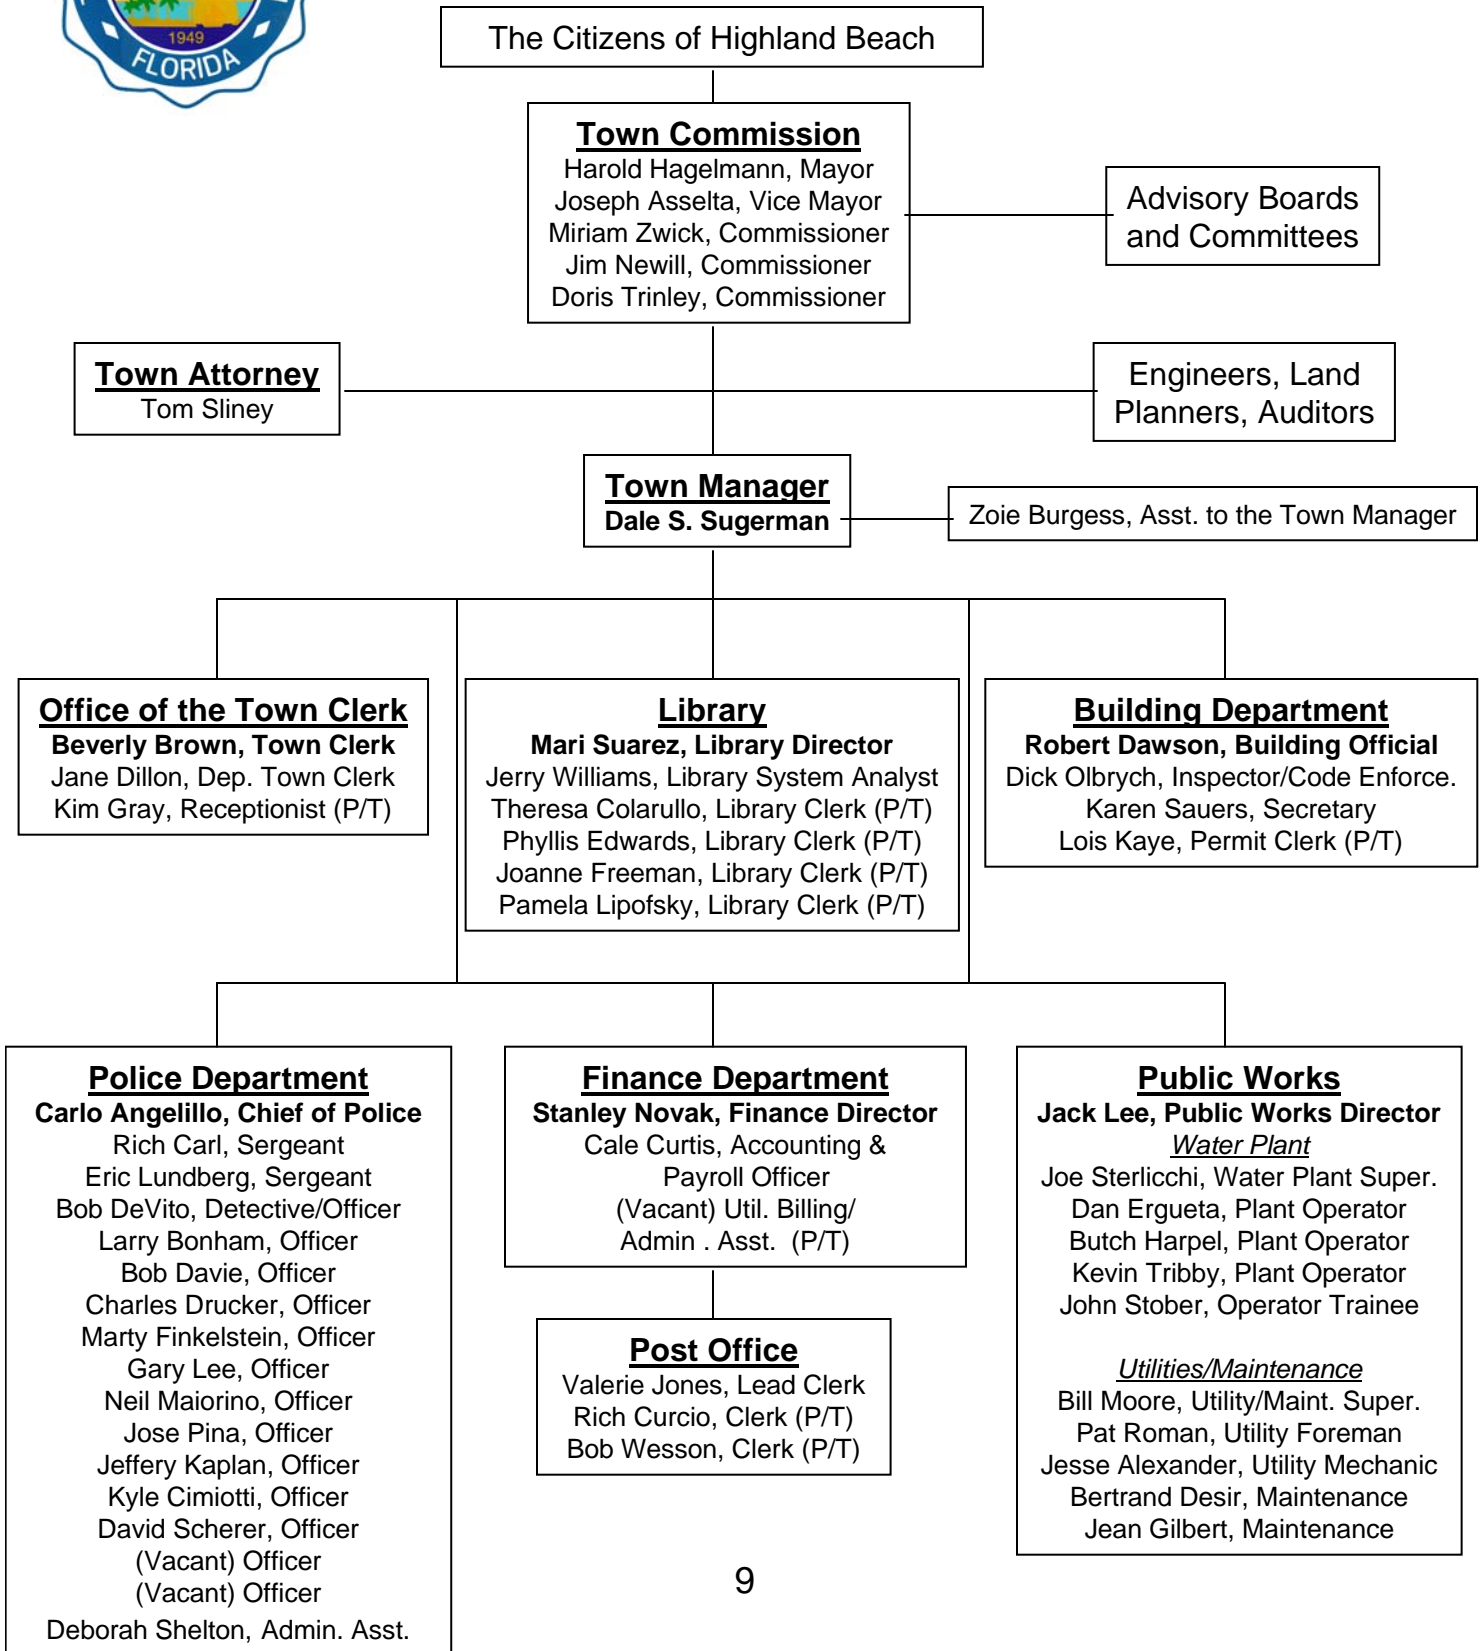 1949
FLORIDA
The Citizens of Highland Beach
Town Commission
Harold Hagelmann, Mayor
Joseph Asselta, Vice Mayor
Miriam Zwick, Commissioner
Jim Newill, Commissioner
Doris Trinley, Commissioner
Advisory Boards
and Committees
Town Attorney
Tom Sliney
Engineers, Land
Planners, Auditors
Town Manager
Dale S. Sugerman
Zoie Burgess, Asst. to the Town Manager
Office of the Town Clerk
Beverly Brown, Town Clerk
Jane Dillon, Dep. Town Clerk
Kim Gray, Receptionist (P/T)
Library
Mari Suarez, Library Director
Jerry Williams, Library System Analyst
Theresa Colarullo, Library Clerk (P/T)
Phyllis Edwards, Library Clerk (P/T)
Joanne Freeman, Library Clerk (P/T)
Pamela Lipofsky, Library Clerk (P/T)
Building Department
Robert Dawson, Building Official
Dick Olbrych, Inspector/Code Enforce.
Karen Sauers, Secretary
Lois Kaye, Permit Clerk (P/T)
Police Department
Carlo Angelillo, Chief of Police
Rich Carl, Sergeant
Eric Lundberg, Sergeant
Bob DeVito, Detective/Officer
Larry Bonham, Officer
Bob Davie, Officer
Charles Drucker, Officer
Marty Finkelstein, Officer
Gary Lee, Officer
Neil Maiorino, Officer
Jose Pina, Officer
Jeffery Kaplan, Officer
Kyle Cimiotti, Officer
David Scherer, Officer
(Vacant) Officer
(Vacant) Officer
Deborah Shelton, Admin. Asst.
Finance Department
Stanley Novak, Finance Director
Cale Curtis, Accounting &
Payroll Officer
(Vacant) Util. Billing/
Admin . Asst. (P/T)
Post Office
Valerie Jones, Lead Clerk
Rich Curcio, Clerk (P/T)
Bob Wesson, Clerk (P/T)
Public Works
Jack Lee, Public Works Director
Water Plant
Joe Sterlicchi, Water Plant Super.
Dan Ergueta, Plant Operator
Butch Harpel, Plant Operator
Kevin Tribby, Plant Operator
John Stober, Operator Trainee
Utilities/Maintenance
Bill Moore, Utility/Maint. Super.
Pat Roman, Utility Foreman
Jesse Alexander, Utility Mechanic
Bertrand Desir, Maintenance
Jean Gilbert, Maintenance
9